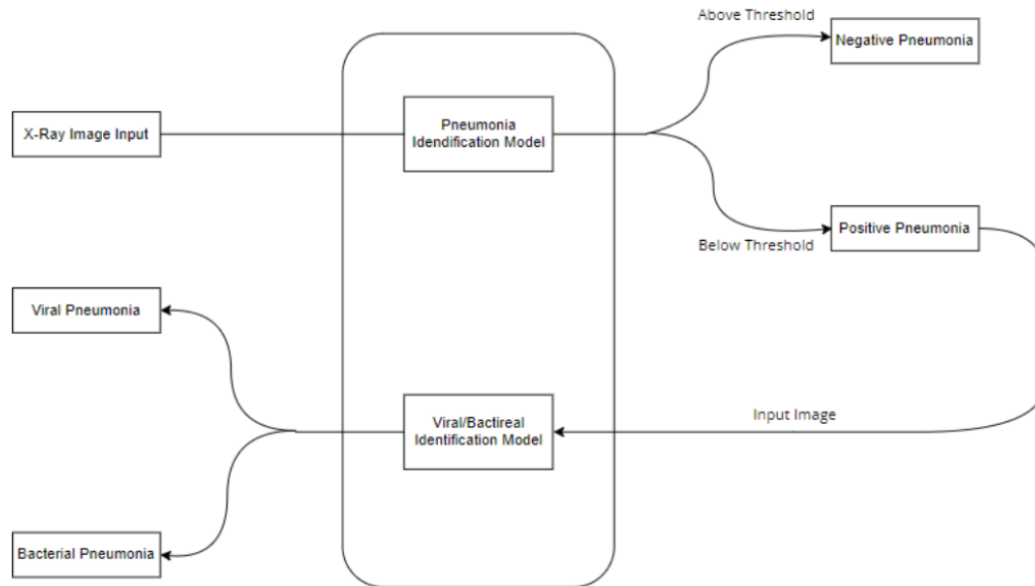 Above Threshold
Negative Pneumonia
X-Ray Image Input
Pneumonia
Idendification Model
Below Threshold
Positive Pneumonia
Viral Pneumonia
Viral/Bactireal
Identification Model
Input Image
Bacterial Pneumonia